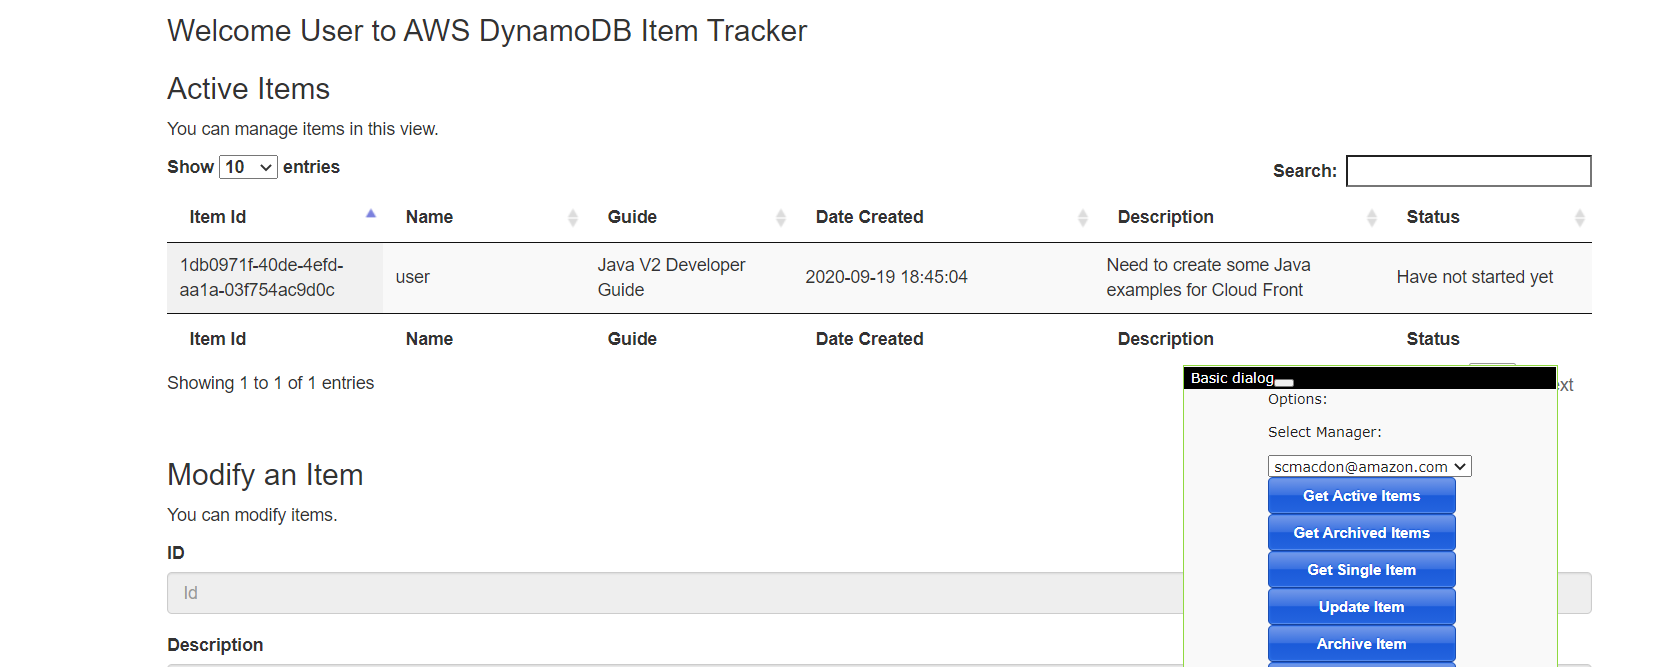 Welcome User to AWS DynamoDB Item Tracker
Active Items
You can manage items in this view.
Show 10 entries
Search:
Item Id Name Guide Date Created Description Status
1db0971f-40de-4efd-
aa1a-03f754ac9d0c
user
Java V2 Developer
Guide
2020-09-19 18:45:04
Need to create some Java
examples for Cloud Front
Have not started yet
Item Id Name Guide Date Created Description Status
Showing 1 to 1 of 1 entries
Basic dialog
Options:
Select Manager:
scmacdon@amazon.com
Get Active Items
Get Archived Items
Get Single Item
Update Item
Archive Item
Modify an Item
You can modify items.
ID
Id
Description